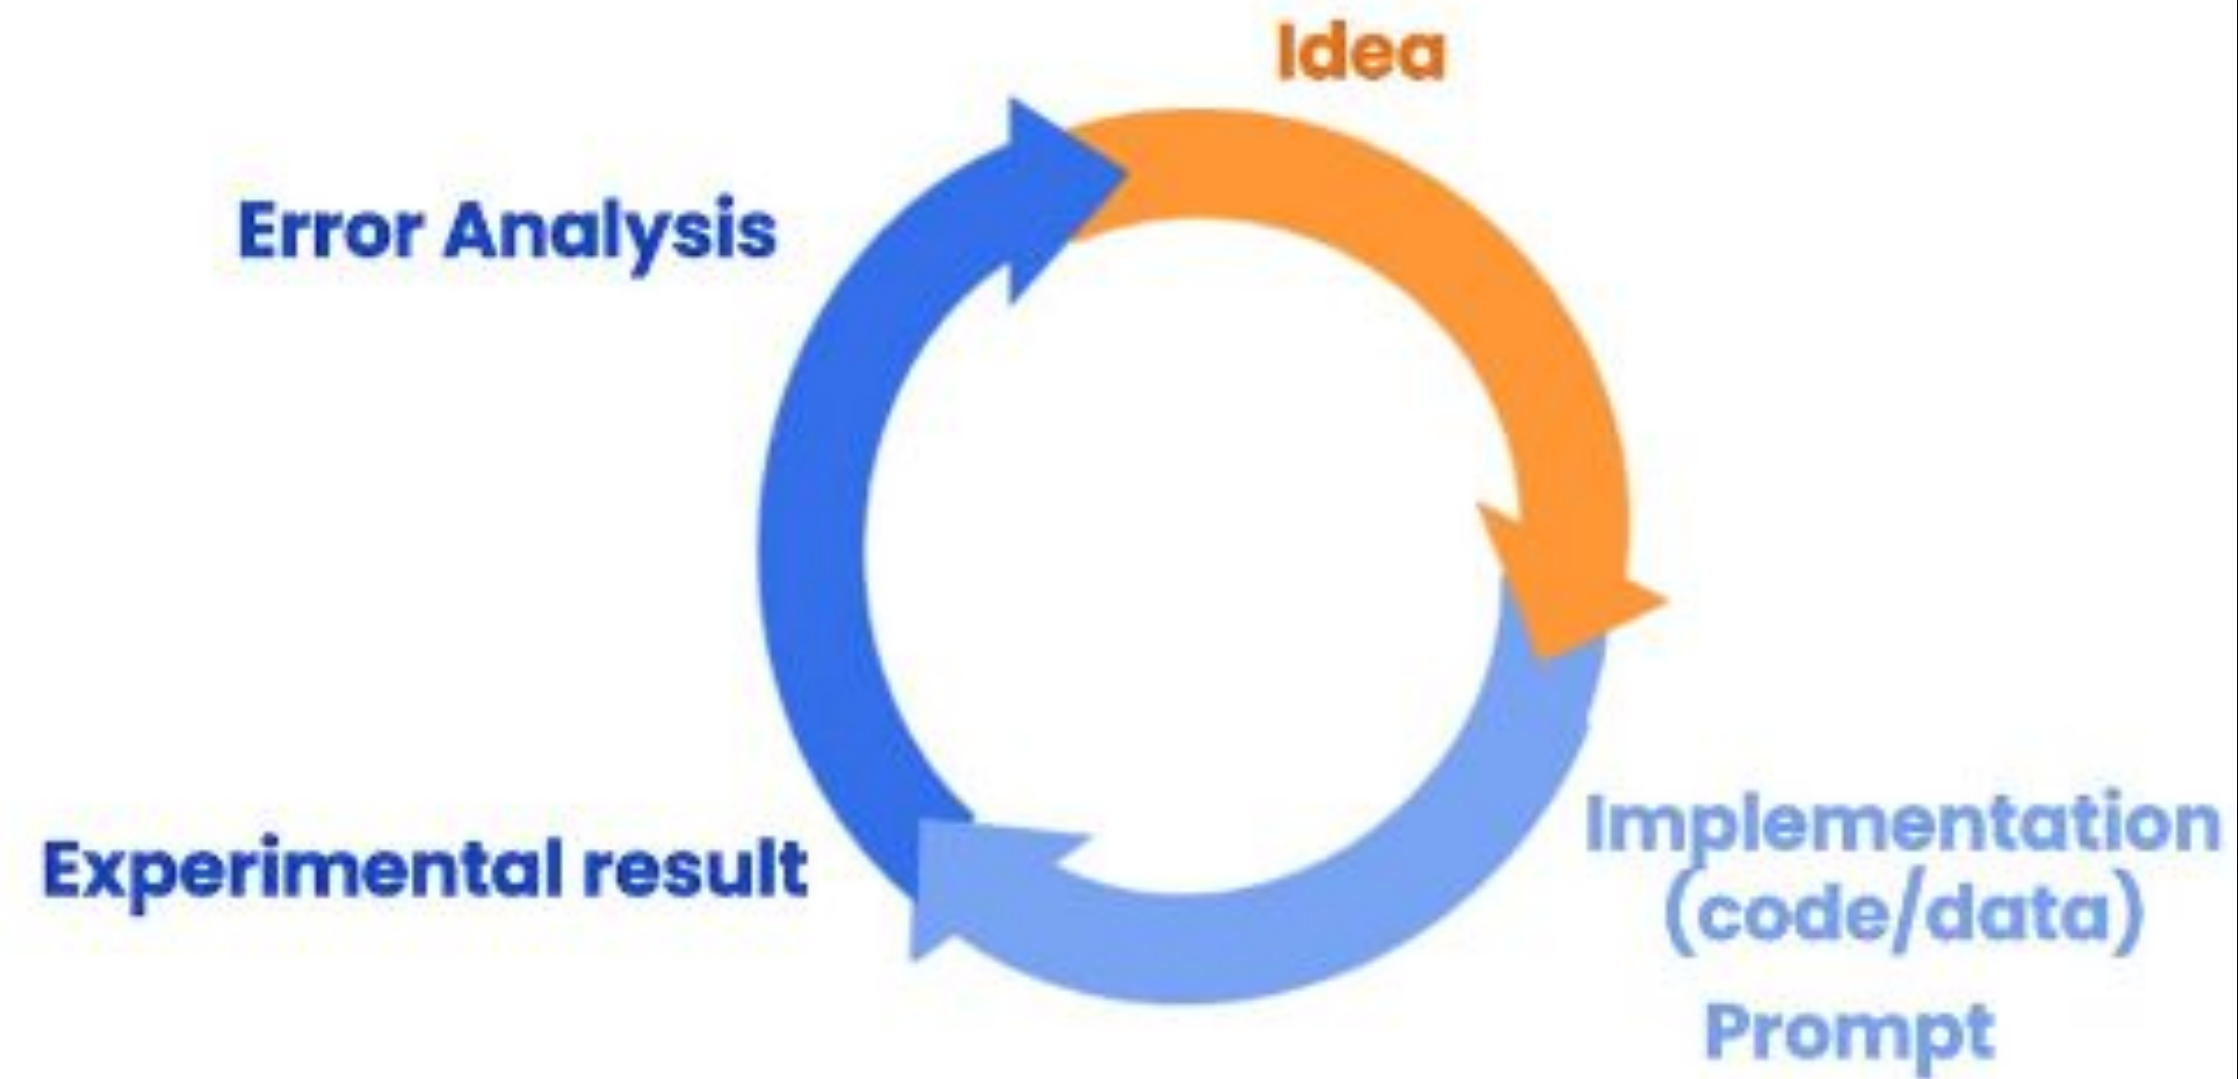 Idea
Error Analysis
Implementation
(code/data)
Experimental result
Prompt